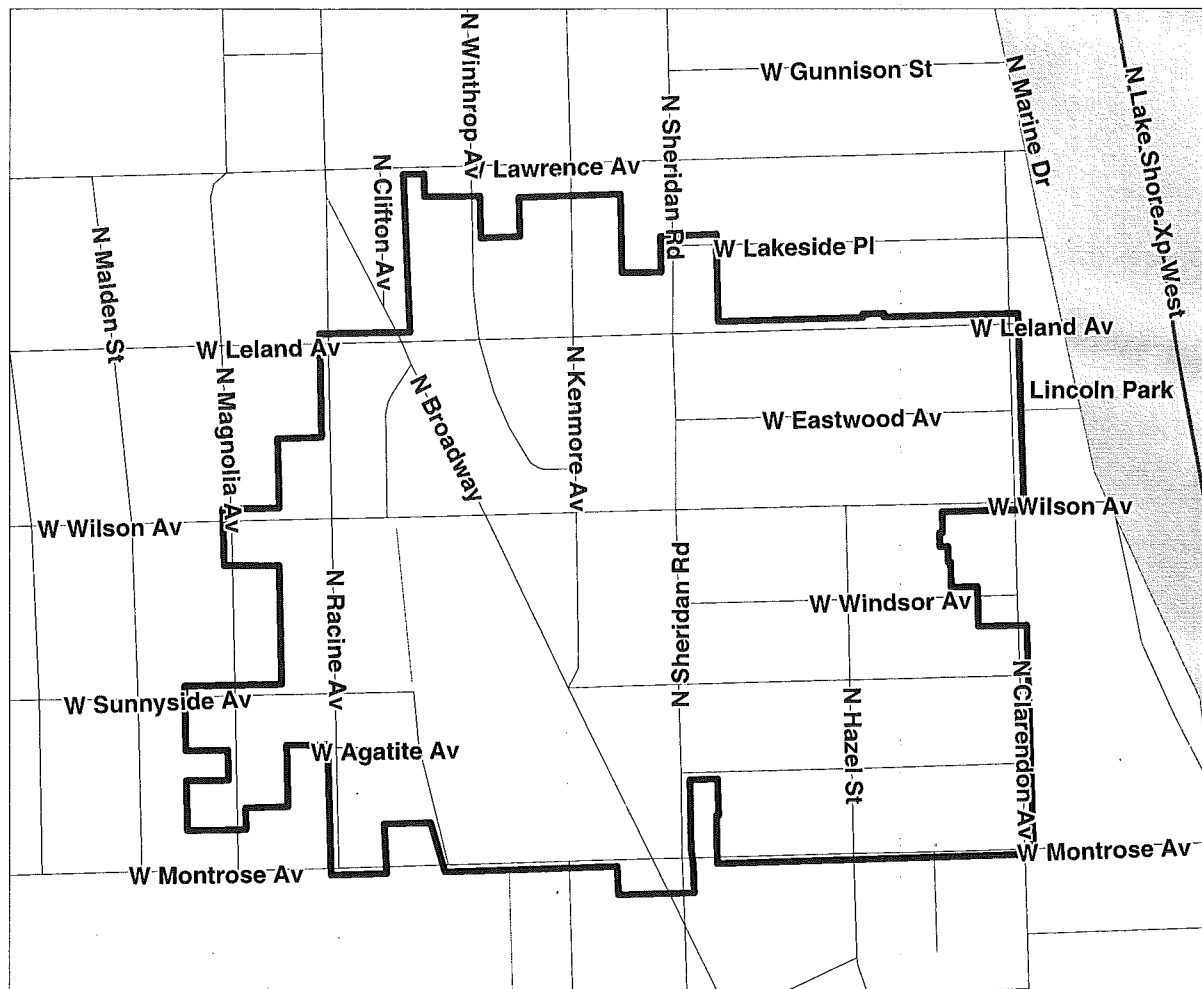 N Winthrop Av
W Gunnison St
N Marine Dr
N Lake Shore Xp West
N Sheridan Rd
N Clifton Av
W Lawrence Av
N Malden St
W Lakeside Pl
W Leland Av
W Leland Av
N Magnolia Av
N Broadway
N Kenmore Av
Lincoln Park
W Eastwood Av
W Wilson Av
W Wilson Av
N Racine Av
N Sheridan Rd
W Windsor Av
W Sunnyside Av
N Hazel St
N Clarendon Av
W Agatite Av
W Montrose Av
W Montrose Av